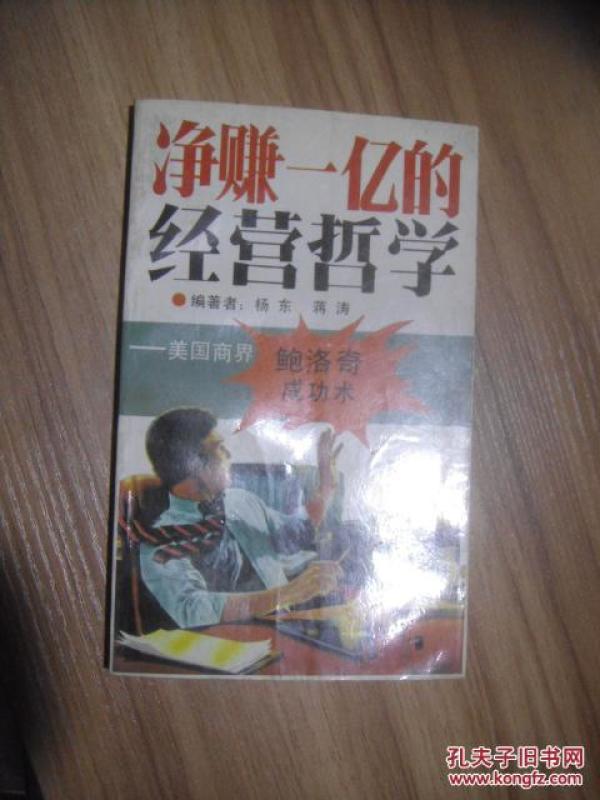 净赚一亿的
经营哲学
●编著者：杨东 蒋涛
——美国商界
鲍洛奇
成功术
孔夫子旧书网
www.kongfz.com